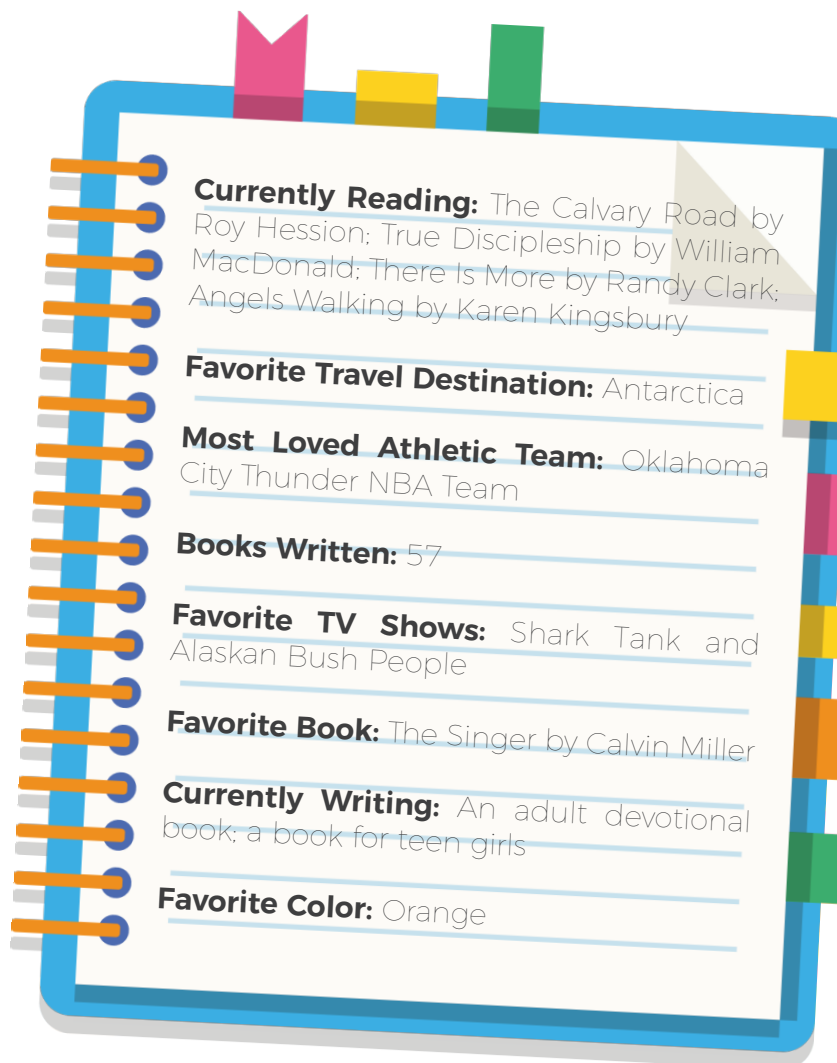 Currently Reading: The Calvary Road by
Roy Hession; True Discipleship by William
MacDonald; There Is More by Randy Clark;
Angels Walking by Karen Kingsbury
Favorite Travel Destination: Antarctica
Most Loved Athletic Team: Oklahoma
City Thunder NBA Team
Books Written: 57
Favorite TV Shows: Shark Tank and
Alaskan Bush People
Favorite Book: The Singer by Calvin Miller
Currently Writing: An adult devotional
book; a book for teen girls
Favorite Color: Orange